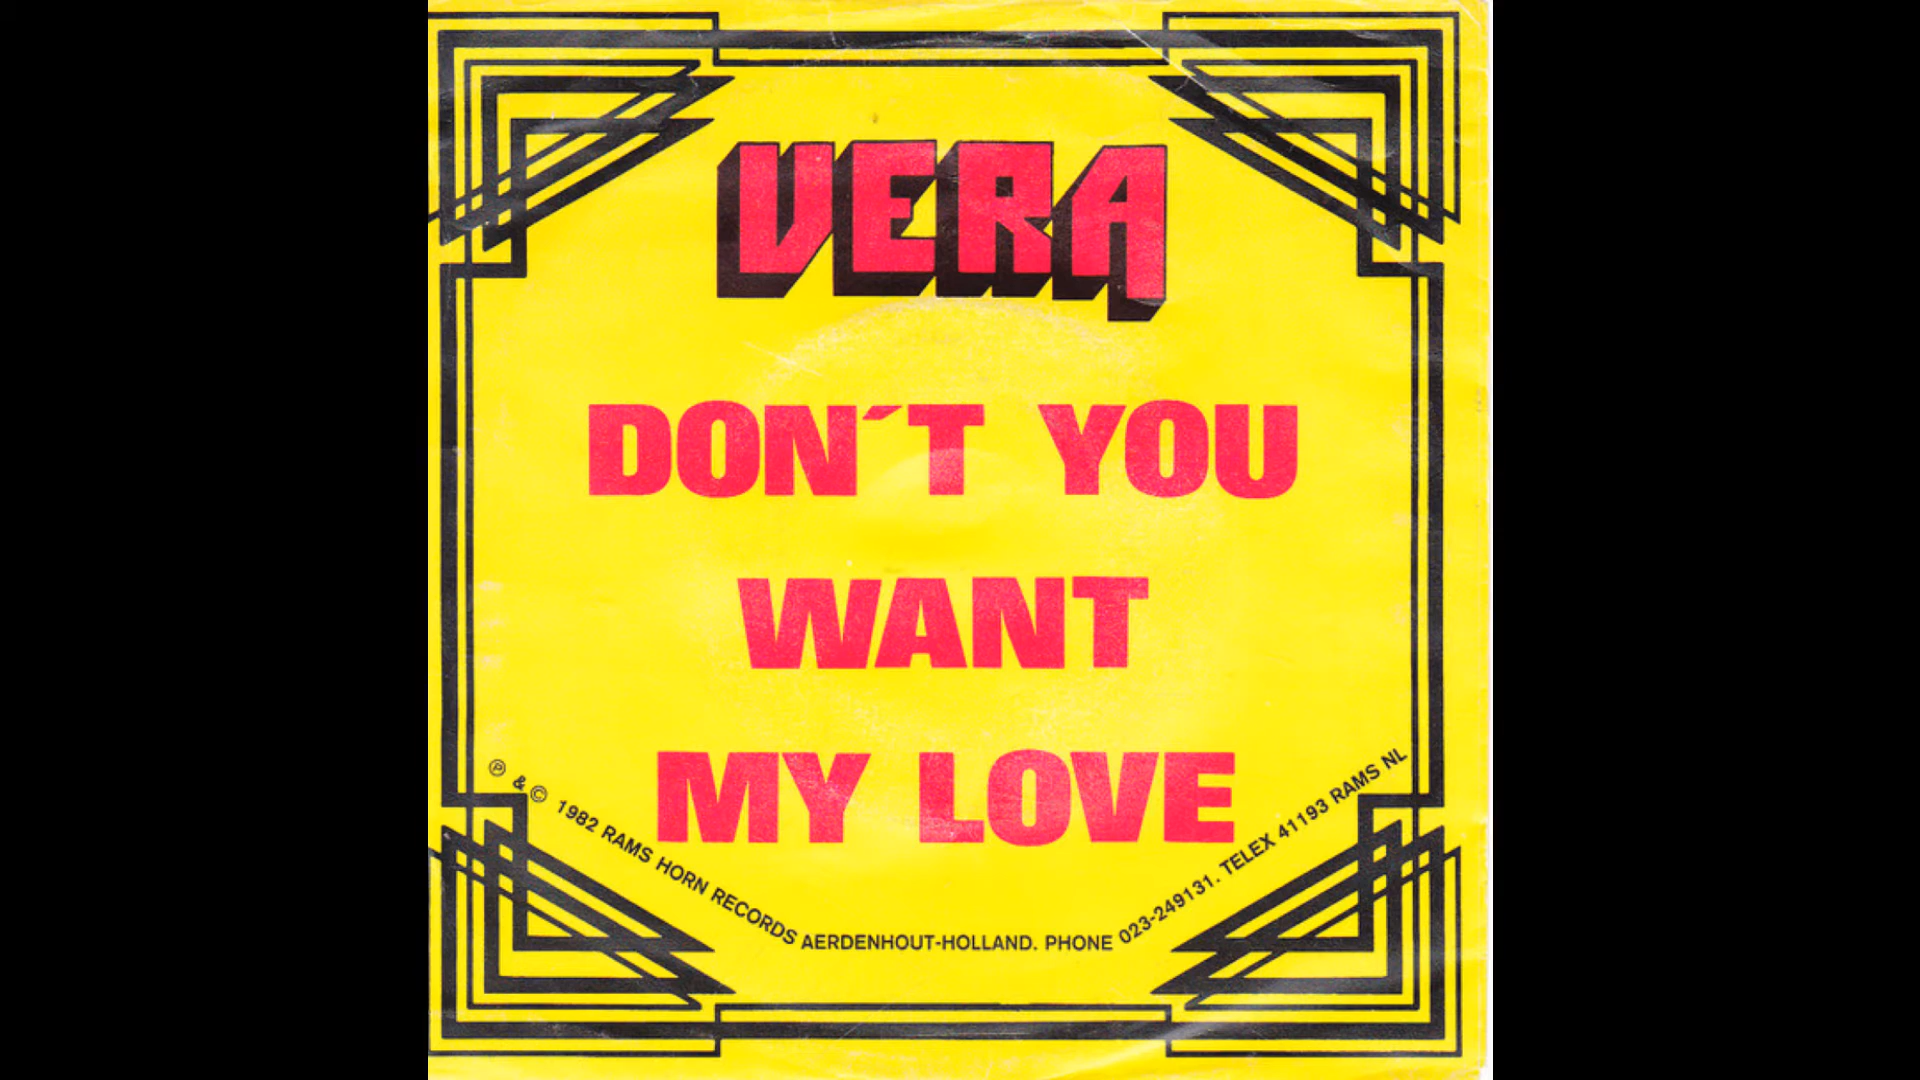 VERA
DON´T YOU
WANT
MY LOVE
Ⓟ & © 1982 RAMS HORN RECORDS AERDENHOUT-HOLLAND. PHONE 023-249131. TELEX 41193 RAMS NL